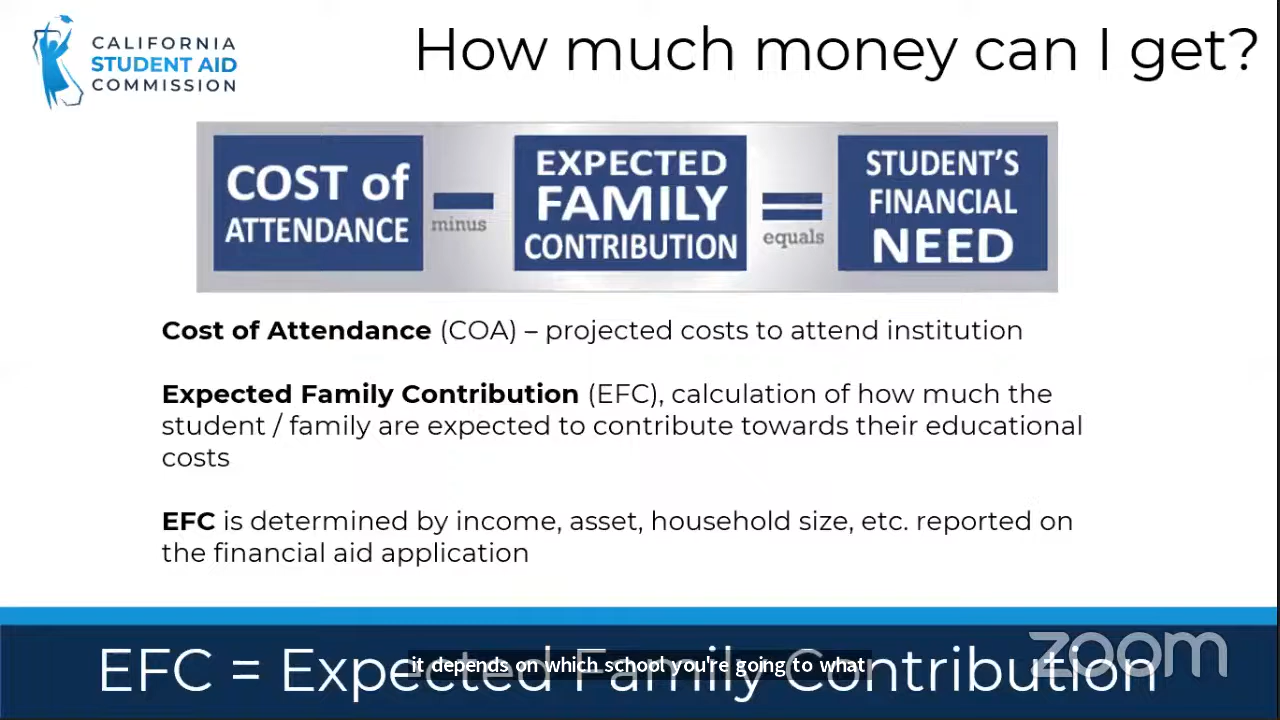 CALIFORNIA
STUDENT AID
COMMISSION
How much money can I get?
COST of
ATTENDANCE
minus
EXPECTED
FAMILY
CONTRIBUTION
equals
STUDENT'S
FINANCIAL
NEED
Cost of Attendance (COA) – projected costs to attend institution
Expected Family Contribution (EFC), calculation of how much the
student / family are expected to contribute towards their educational
costs
EFC is determined by income, asset, household size, etc. reported on
the financial aid application
EFC = Expected Family Contribution
it depends on which school you're going to what
zoom